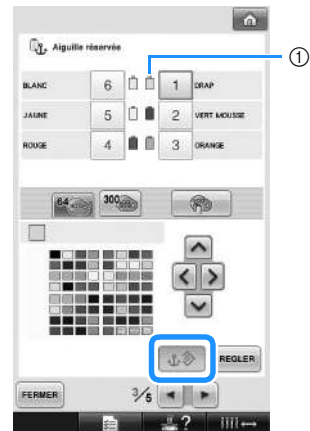 Aiguille réservée
①
BLANC 6 1 DRAP
JAUNE 5 2 VERT MOUSSE
ROUGE 4 3 ORANGE
64 300
REGLER
FERMER 3/5
?